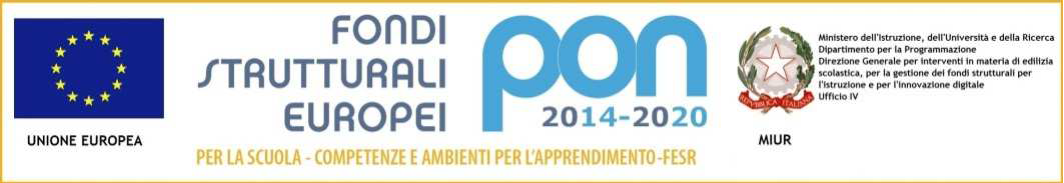 UNIONE EUROPEA
FONDI
STRUTTURALI
EUROPEI
pon
2014-2020
PER LA SCUOLA - COMPETENZE E AMBIENTI PER L'APPRENDIMENTO-FESR
REPUBBLICA ITALIANA
MIUR
Ministero dell'Istruzione, dell'Università e della Ricerca
Dipartimento per la Programmazione
Direzione Generale per interventi in materia di edilizia
scolastica, per la gestione dei fondi strutturali per
l'istruzione e per l'innovazione digitale
Ufficio IV